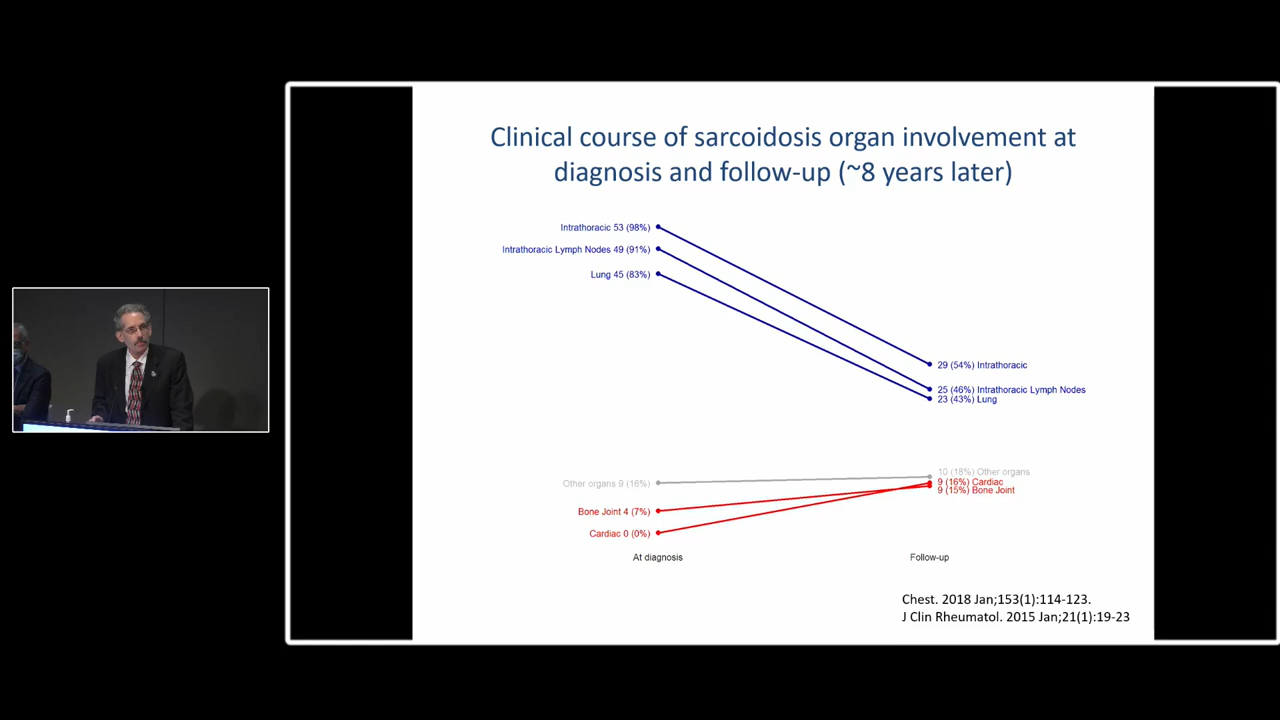 Clinical course of sarcoidosis organ involvement at
diagnosis and follow-up (~8 years later)
Intrathoracic 53 (98%)
Intrathoracic Lymph Nodes 49 (91%)
Lung 45 (83%)
29 (54%) Intrathoracic
25 (46%) Intrathoracic Lymph Nodes
23 (43%) Lung
Other organs 9 (16%)
10 (18%) Other organs
9 (16%) Cardiac
9 (15%) Bone Joint
Bone Joint 4 (7%)
Cardiac 0 (0%)
At diagnosis
Follow-up
Chest. 2018 Jan;153(1):114-123.
J Clin Rheumatol. 2015 Jan;21(1):19-23